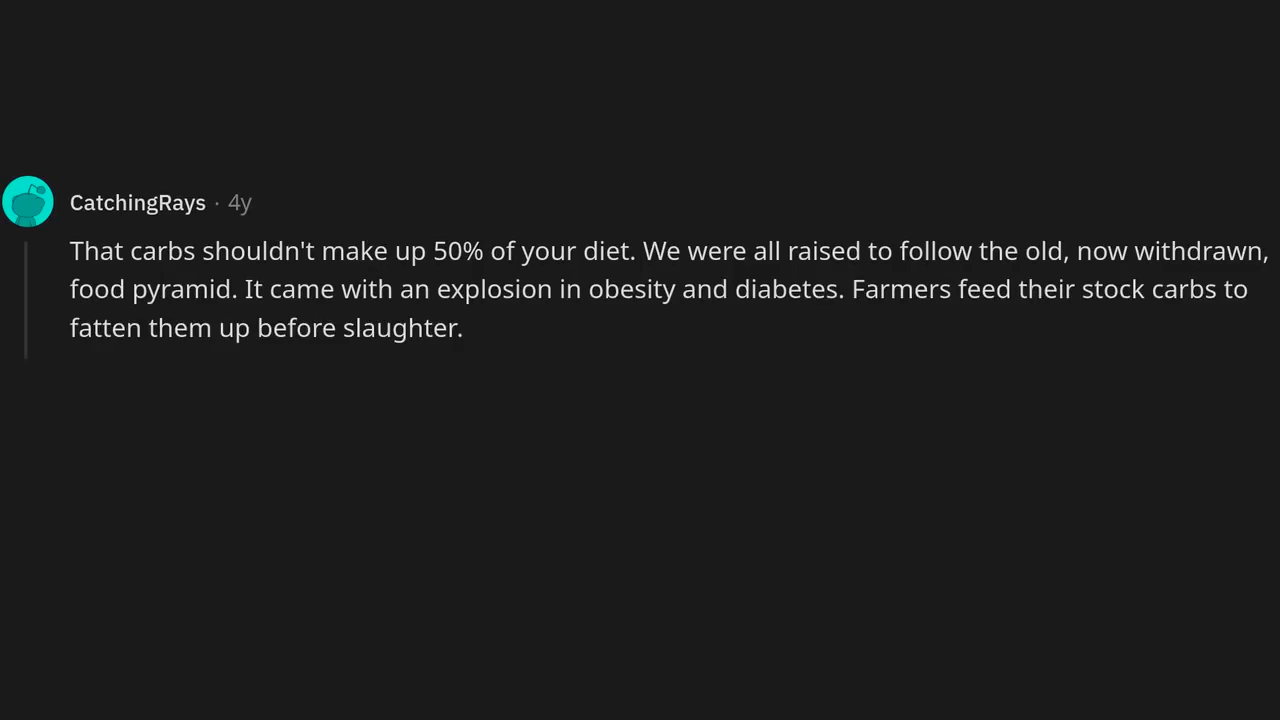 CatchingRays · 4y
That carbs shouldn't make up 50% of your diet. We were all raised to follow the old, now withdrawn,
food pyramid. It came with an explosion in obesity and diabetes. Farmers feed their stock carbs to
fatten them up before slaughter.